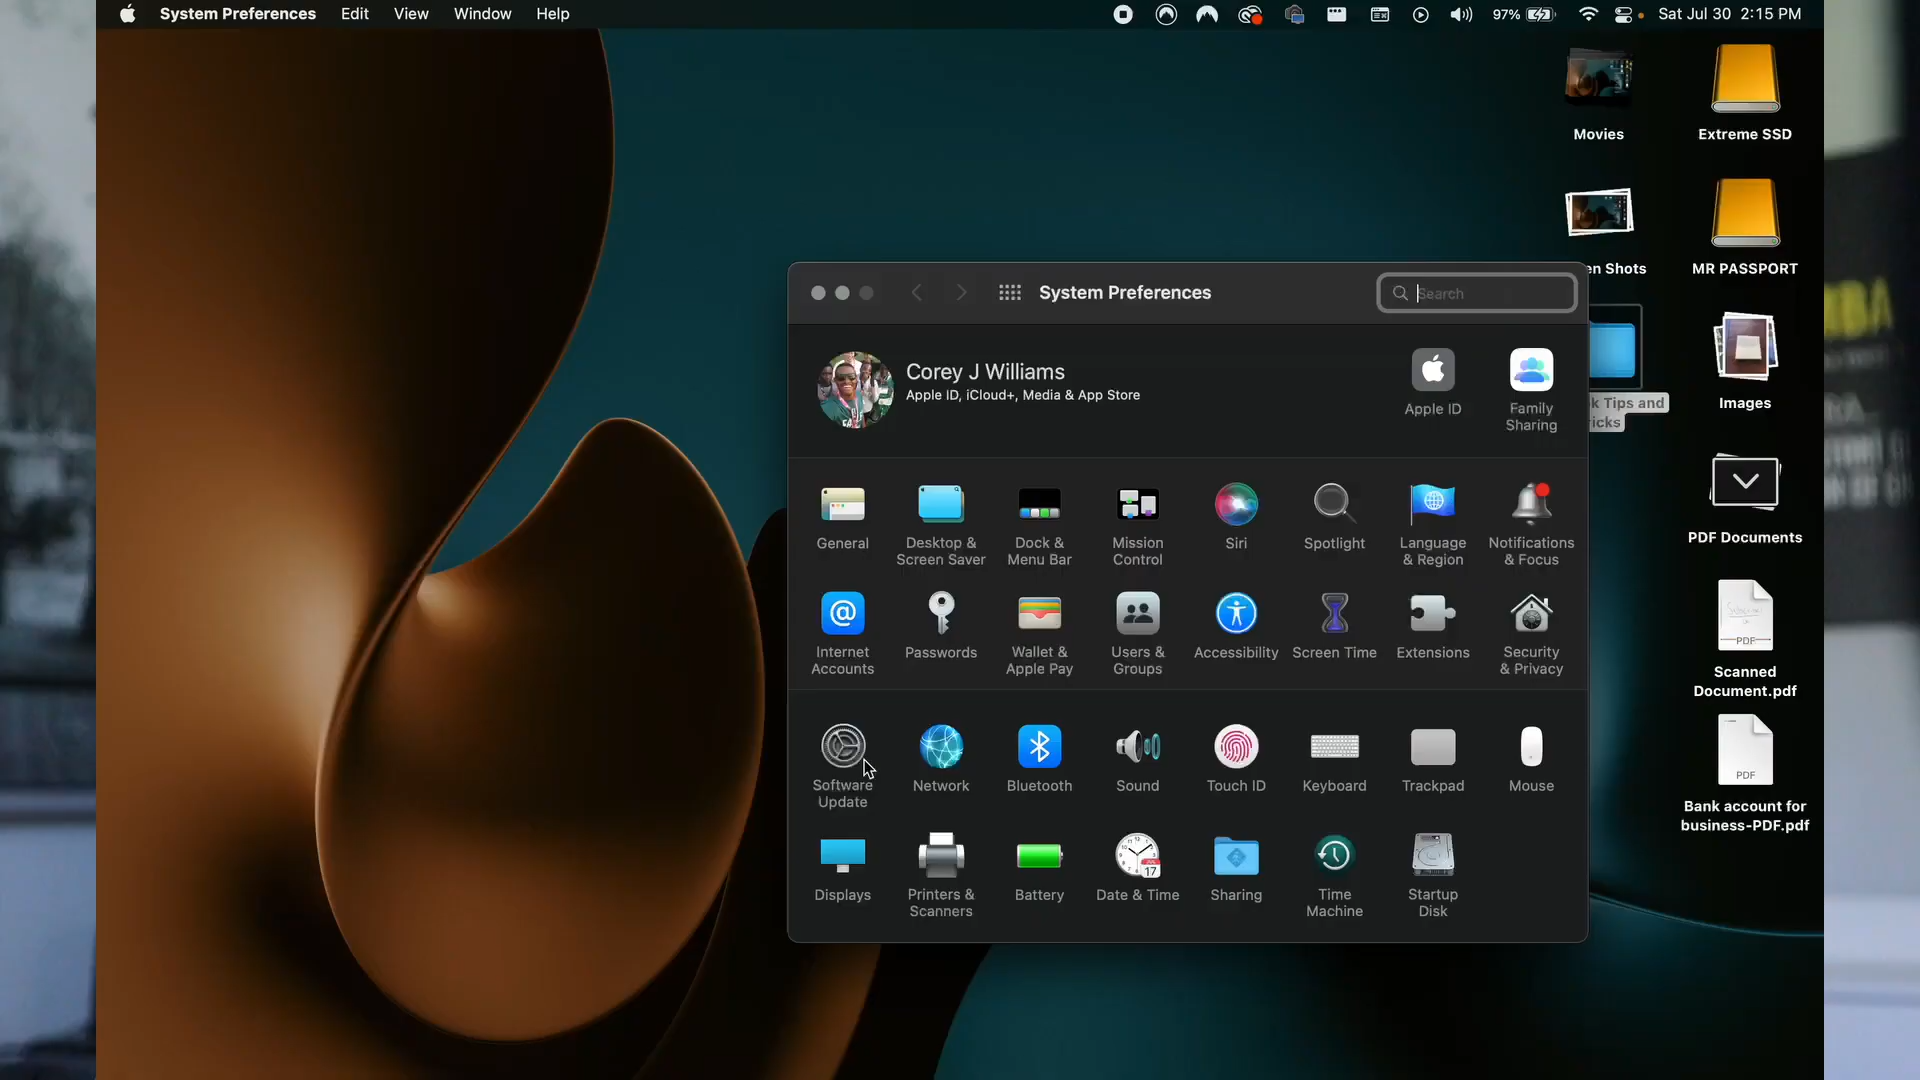 System Preferences Edit View Window Help 97% Sat Jul 30 2:15 PM
Movies
Extreme SSD
en Shots
MR PASSPORT
System Preferences
Search
Corey J Williams
Apple ID, iCloud+, Media & App Store
Apple ID
Family
Sharing
k Tips and
icks
Images
General
Desktop &
Screen Saver
Dock &
Menu Bar
Mission
Control
Siri
Spotlight
Language
& Region
Notifications
& Focus
PDF Documents
Internet
Accounts
Passwords
Wallet &
Apple Pay
Users &
Groups
Accessibility
Screen Time
Extensions
Security
& Privacy
PDF
Scanned
Document.pdf
Software
Update
Network
Bluetooth
Sound
Touch ID
Keyboard
Trackpad
Mouse
PDF
Bank account for
business-PDF.pdf
Displays
Printers &
Scanners
Battery
17
Date & Time
Sharing
Time
Machine
Startup
Disk